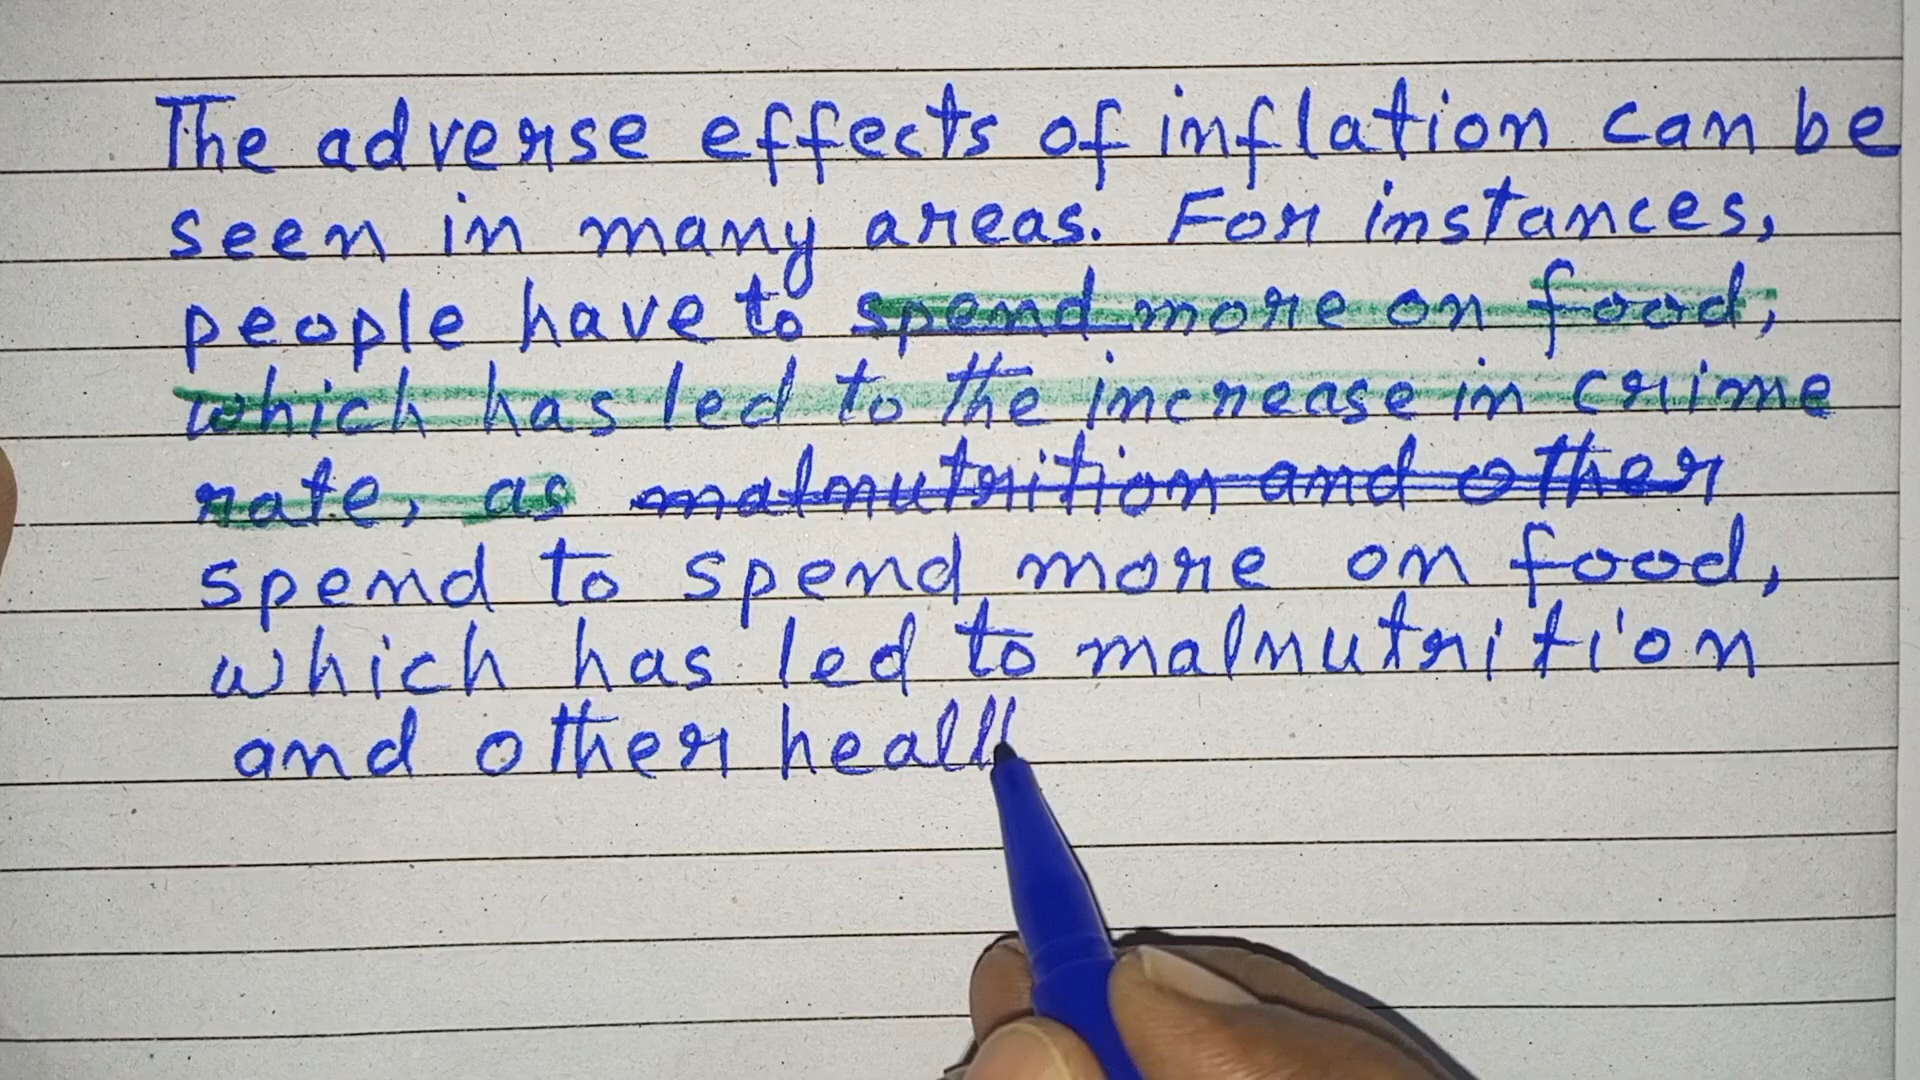 The adverse effects of inflation can be
seen in many areas. For instances,
people have to spend more on food,
which has led to the increase in crime
rate, as malnutrition and other
spend to spend more on food,
which has led to malnutrition
and other